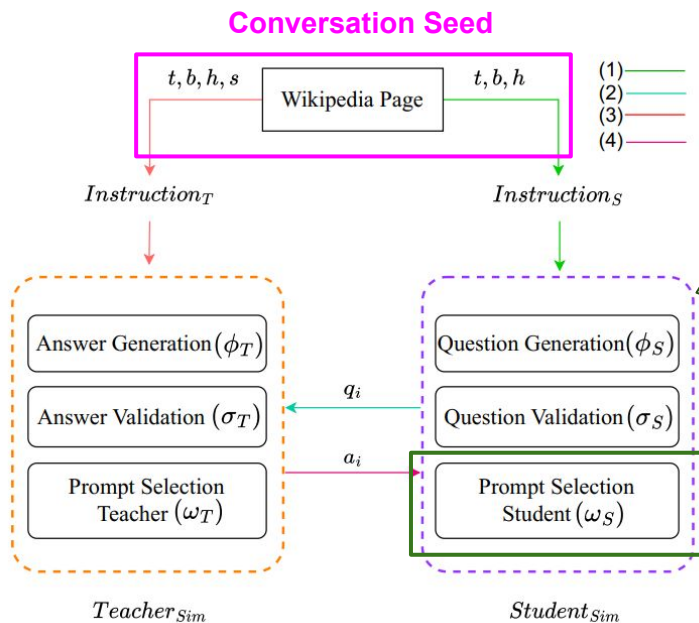 Conversation Seed
t, b, h, s
Wikipedia Page
t, b, h
(1)
(2)
(3)
(4)
Instruction_T
Instruction_S
Answer Generation (ϕ_T)
Answer Validation (σ_T)
Prompt Selection
Teacher (ω_T)
q_i
a_i
Question Generation (ϕ_S)
Question Validation (σ_S)
Prompt Selection
Student (ω_S)
Teacher_Sim
Student_Sim